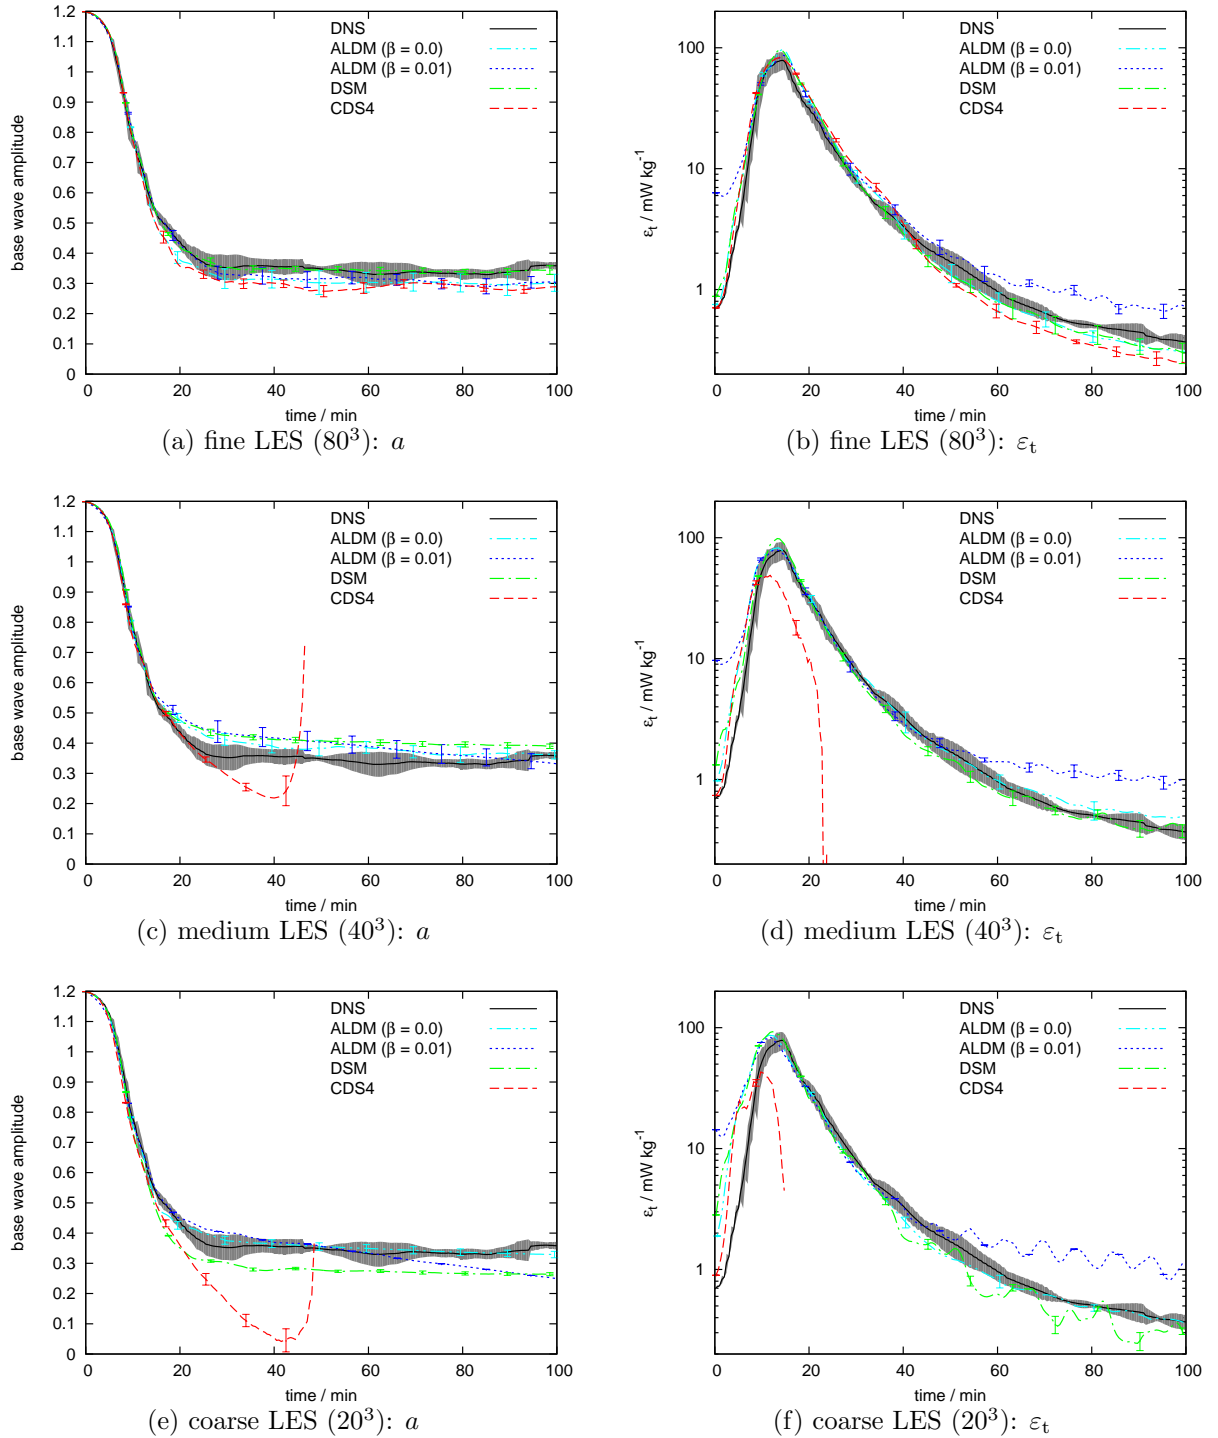 1.2
1.1
1
0.9
0.8
0.7
0.6
0.5
0.4
0.3
0.2
0.1
0
base wave amplitude
DNS
ALDM (β = 0.0)
ALDM (β = 0.01)
DSM
CDS4
0 20 40 60 80 100
time / min
(a) fine LES (80³): a
100
10
1
εt / mW kg⁻¹
DNS
ALDM (β = 0.0)
ALDM (β = 0.01)
DSM
CDS4
0 20 40 60 80 100
time / min
(b) fine LES (80³): εt
1.2
1.1
1
0.9
0.8
0.7
0.6
0.5
0.4
0.3
0.2
0.1
0
base wave amplitude
DNS
ALDM (β = 0.0)
ALDM (β = 0.01)
DSM
CDS4
0 20 40 60 80 100
time / min
(c) medium LES (40³): a
100
10
1
εt / mW kg⁻¹
DNS
ALDM (β = 0.0)
ALDM (β = 0.01)
DSM
CDS4
0 20 40 60 80 100
time / min
(d) medium LES (40³): εt
1.2
1.1
1
0.9
0.8
0.7
0.6
0.5
0.4
0.3
0.2
0.1
0
base wave amplitude
DNS
ALDM (β = 0.0)
ALDM (β = 0.01)
DSM
CDS4
0 20 40 60 80 100
time / min
(e) coarse LES (20³): a
100
10
1
εt / mW kg⁻¹
DNS
ALDM (β = 0.0)
ALDM (β = 0.01)
DSM
CDS4
0 20 40 60 80 100
time / min
(f) coarse LES (20³): εt